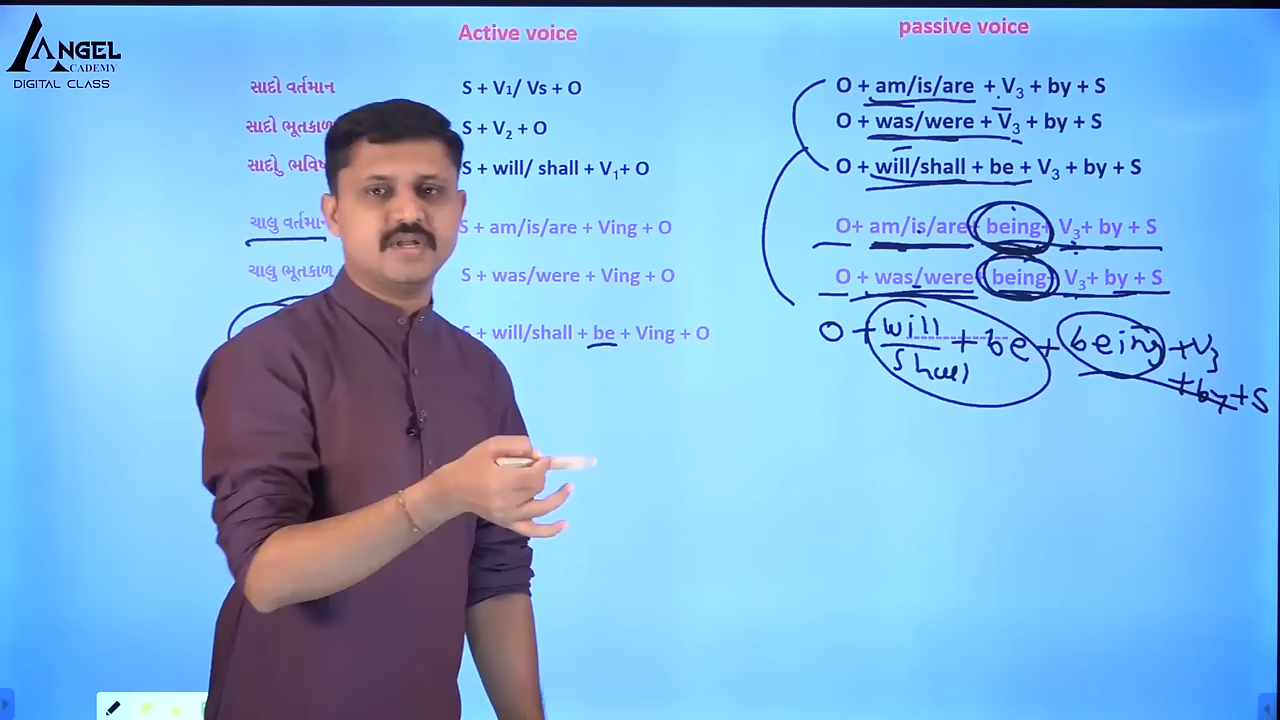 ANGEL
ACADEMY
DIGITAL CLASS
Active voice
passive voice
સાદો વર્તમાન S + V1/ Vs + O O + am/is/are + V3 + by + S
સાદો ભૂતકાળ S + V2 + O O + was/were + V3 + by + S
સાદો S + will/ shall + V1+ O O + will/shall + be + V3 + by + S
ચાલુ વર્તમાન S + am/is/are + Ving + O O+ am/is/are+ being+ V3+ by + S
ચાલુ ભૂતકાળ S + was/were + Ving + O O + was/were+ being+ V3+ by + S
S + will/shall + be + Ving + O O + will/shall + be + being + V3
+ by + S